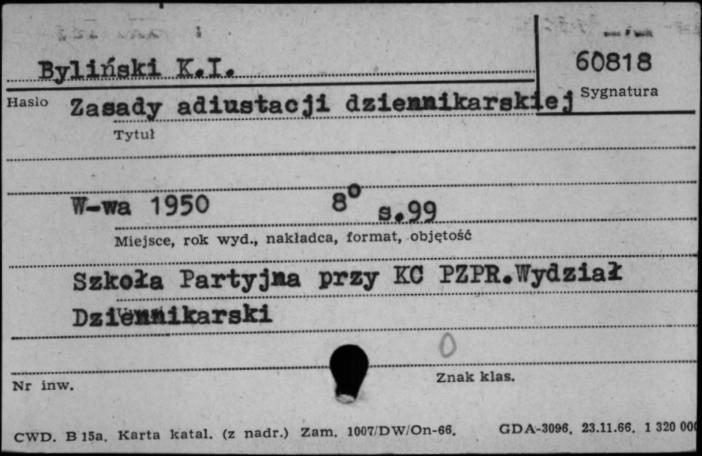 Byliński K.I.
60818
Hasło
Zasady adiustacji dziennikarskiej
Sygnatura
Tytuł
W-wa 1950 8° s.99
Miejsce, rok wyd., nakładca, format, objętość
Szkoła Partyjna przy KC PZPR.Wydział
Dziennikarski
Nr inw.
Znak klas.
CWD. B 15a. Karta katal. (z nadr.) Zam. 1007/DW/On-66. GDA-3096. 23.11.66. 1 320 000